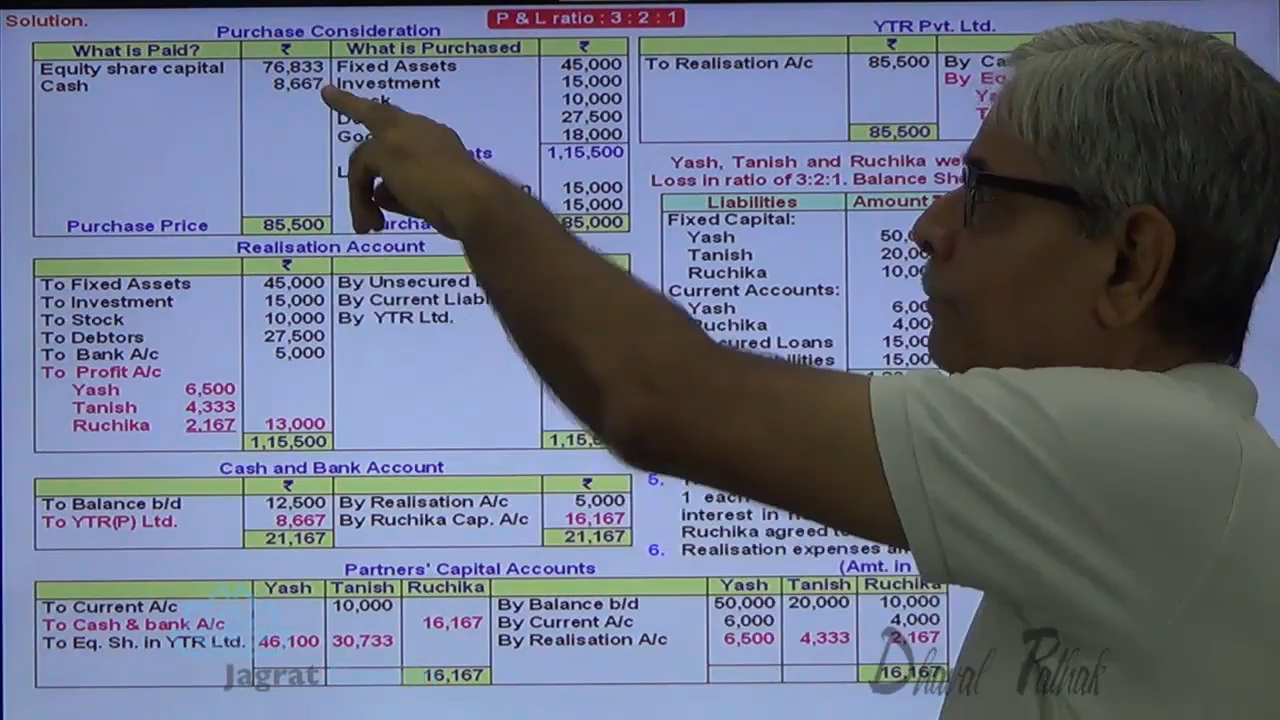 Solution.
P & L ratio : 3 : 2 : 1
Purchase Consideration
What is Paid? ₹ What is Purchased ₹
Equity share capital 76,833 Fixed Assets 45,000
Cash 8,667 Investment 15,000
10,000
27,500
18,000
1,15,500
15,000
15,000
Purchase Price 85,500 85,000
Realisation Account
₹
To Fixed Assets 45,000 By Unsecured
To Investment 15,000 By Current
To Stock 10,000 By YTR Ltd.
To Debtors 27,500
To Bank A/c 5,000
To Profit A/c
Yash 6,500
Tanish 4,333
Ruchika 2,167 13,000
1,15,500
Cash and Bank Account
₹ ₹
To Balance b/d 12,500 By Realisation A/c 5,000
To YTR(P) Ltd. 8,667 By Ruchika Cap. A/c 16,167
21,167 21,167
Partners' Capital Accounts (Amt. in
Yash Tanish Ruchika Yash Tanish Ruchika
To Current A/c 10,000 By Balance b/d 50,000 20,000 10,000
To Cash & bank A/c 16,167 By Current A/c 6,000 4,000
To Eq. Sh. in YTR Ltd. 46,100 30,733 By Realisation A/c 6,500 4,333 2,167
16,167 16,167
YTR Pvt. Ltd.
₹
To Realisation A/c 85,500 By
By
85,500
Yash, Tanish and Ruchika
Loss in ratio of 3:2:1. Balance
Liabilities Amount ₹
Fixed Capital:
Yash
Tanish
Ruchika
Current Accounts:
Yash
Ruchika
Loans
5.
1 each
interest in
Ruchika agreed
6. Realisation expenses
Jagrat
Dhaval Pathak